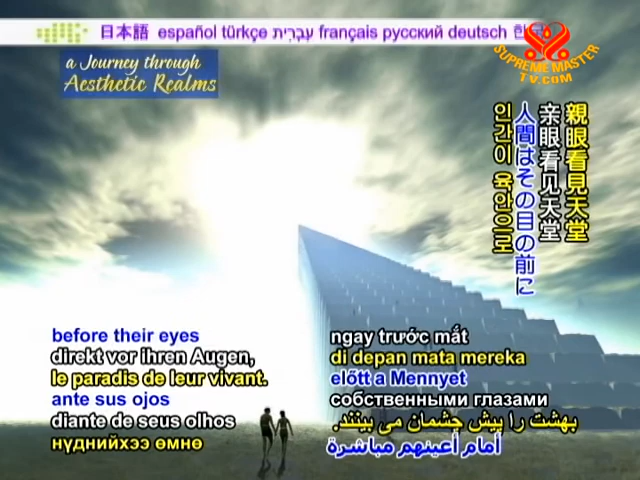 日本語 español türkçe עברית français русский deutsch 한국
SUPREME MASTER
TV.COM
a Journey through
Aesthetic Realms
親眼看見天堂
亲眼看见天堂
人間はその目の前に
인간이 육안으로
before their eyes
direkt vor ihren Augen,
le paradis de leur vivant.
ante sus ojos
diante de seus olhos
нүднийхээ өмнө
ngay trước mắt
di depan mata mereka
előtt a Mennyet
собственными глазами
بهشت را پیش چشمان می بینند.
أمام أعينهم مباشرة